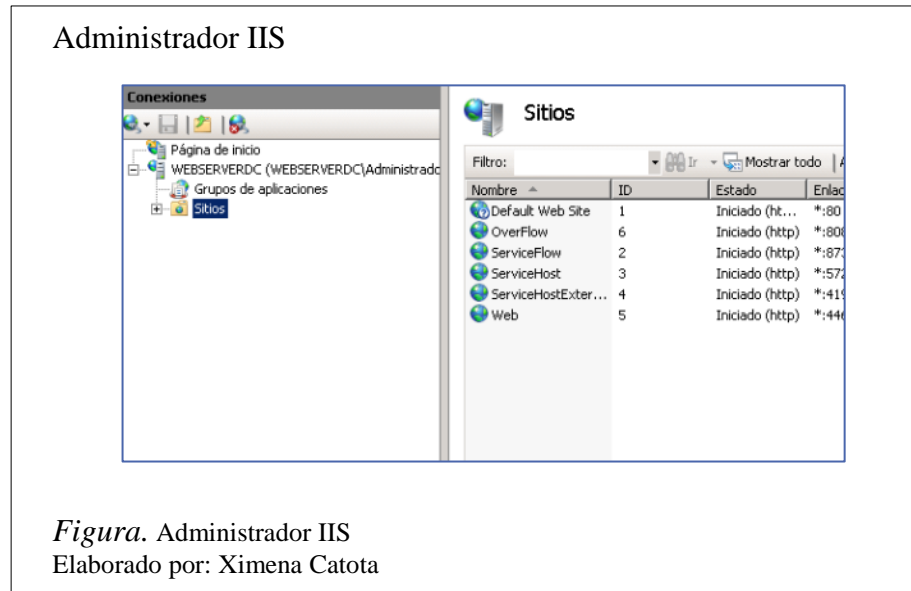 Administrador IIS
Conexiones
Página de inicio
WEBSERVERDC (WEBSERVERDC\Administrado
Grupos de aplicaciones
Sitios
Sitios
Filtro: Ir Mostrar todo
Nombre ID Estado Enlac
Default Web Site 1 Iniciado (ht... *:80
OverFlow 6 Iniciado (http) *:808
ServiceFlow 2 Iniciado (http) *:873
ServiceHost 3 Iniciado (http) *:572
ServiceHostExter... 4 Iniciado (http) *:419
Web 5 Iniciado (http) *:446
Figura. Administrador IIS
Elaborado por: Ximena Catota